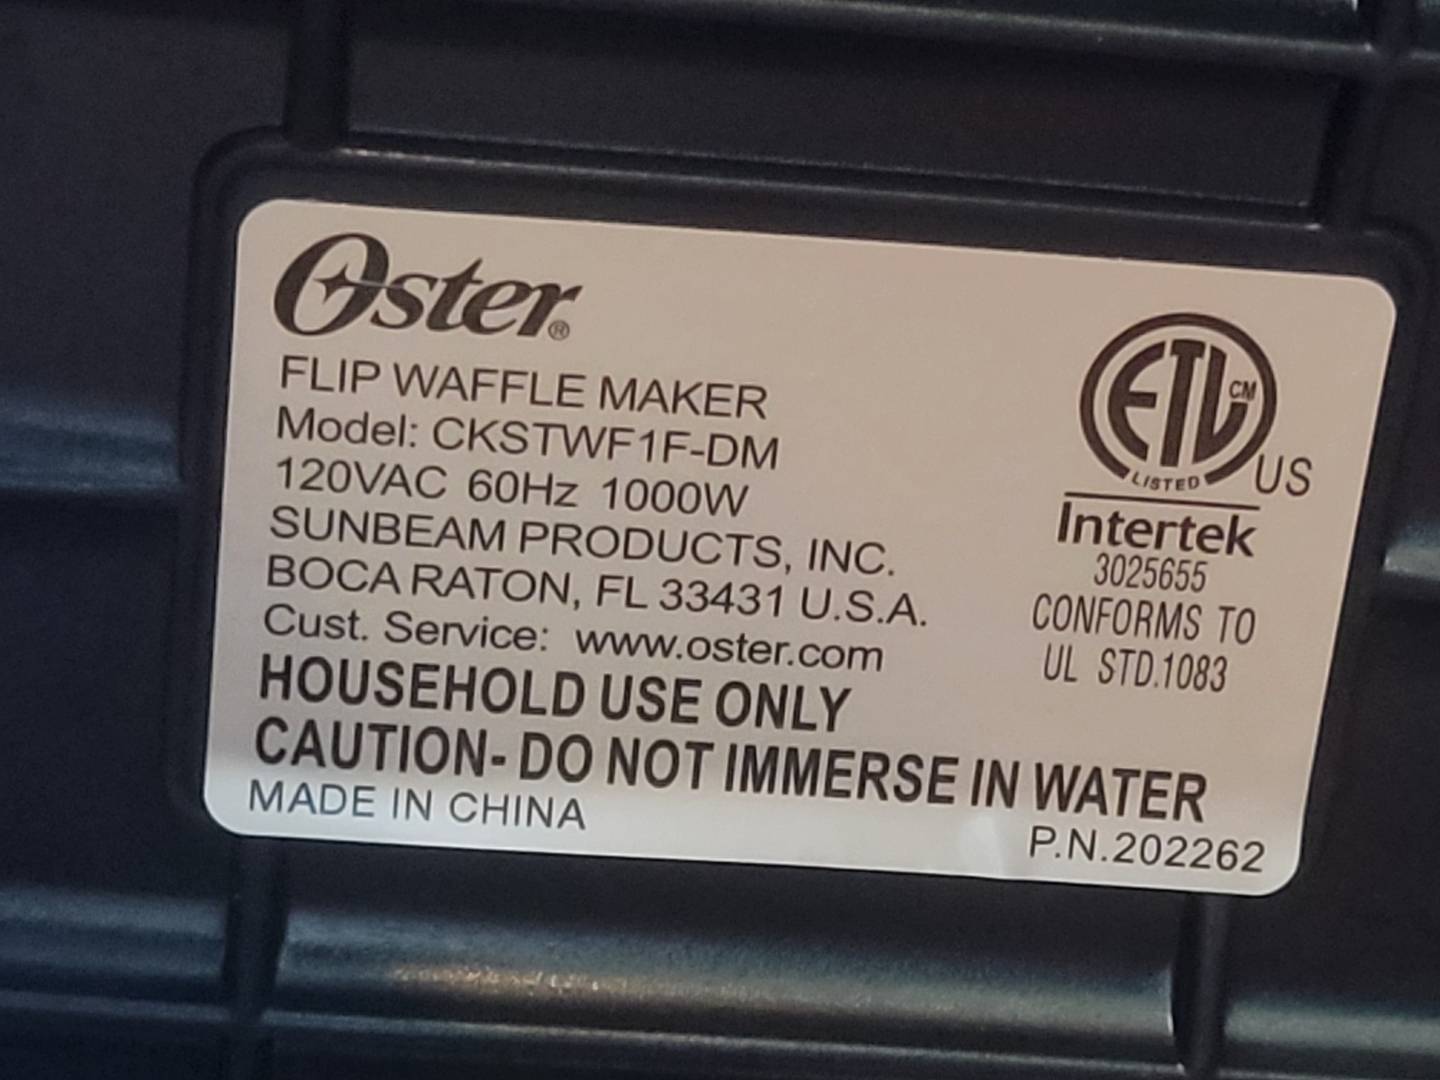 Oster®
FLIP WAFFLE MAKER
Model: CKSTWF1F-DM
120VAC 60Hz 1000W
SUNBEAM PRODUCTS, INC.
BOCA RATON, FL 33431 U.S.A.
Cust. Service: www.oster.com
HOUSEHOLD USE ONLY
CAUTION- DO NOT IMMERSE IN WATER
MADE IN CHINA
ETL CM
LISTED
US
Intertek
3025655
CONFORMS TO
UL STD.1083
P.N.202262